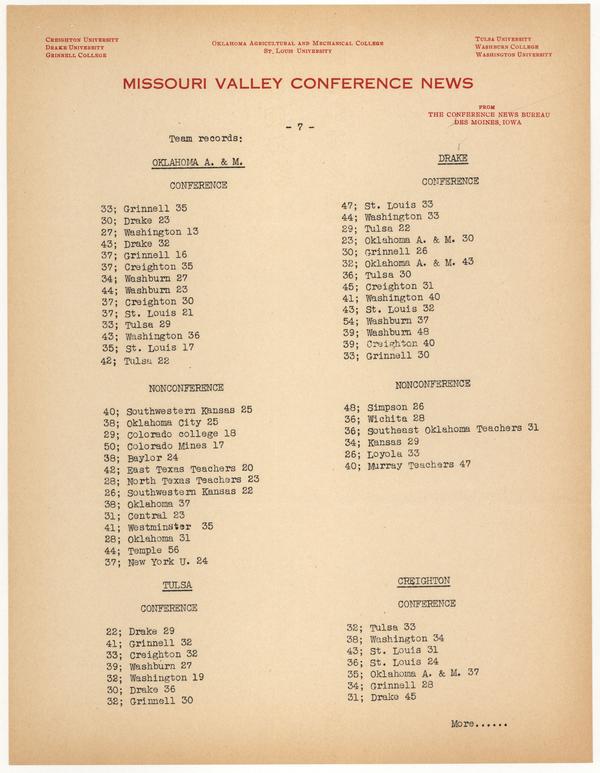 CREIGHTON UNIVERSITY
DRAKE UNIVERSITY
GRINNELL COLLEGE
OKLAHOMA AGRICULTURAL AND MECHANICAL COLLEGE
ST. LOUIS UNIVERSITY
TULSA UNIVERSITY
WASHBURN COLLEGE
WASHINGTON UNIVERSITY
MISSOURI VALLEY CONFERENCE NEWS
FROM
THE CONFERENCE NEWS BUREAU
DES MOINES, IOWA
- 7 -
Team records:
OKLAHOMA A. & M.
CONFERENCE
33; Grinnell 35
30; Drake 23
27; Washington 13
43; Drake 32
37; Grinnell 16
37; Creighton 35
34; Washburn 27
44; Washburn 23
37; Creighton 30
37; St. Louis 21
33; Tulsa 29
43; Washington 36
35; St. Louis 17
42; Tulsa 22
NONCONFERENCE
40; Southwestern Kansas 25
38; Oklahoma City 25
29; Colorado college 18
50; Colorado Mines 17
38; Baylor 24
42; East Texas Teachers 20
28; North Texas Teachers 23
26; Southwestern Kansas 22
38; Oklahoma 37
31; Central 23
41; Westminster 35
28; Oklahoma 31
44; Temple 56
37; New York U. 24
TULSA
CONFERENCE
22; Drake 29
41; Grinnell 32
33; Creighton 32
39; Washburn 27
32; Washington 19
30; Drake 36
32; Grinnell 30
DRAKE
CONFERENCE
47; St. Louis 33
44; Washington 33
29; Tulsa 22
23; Oklahoma A. & M. 30
30; Grinnell 26
32; Oklahoma A. & M. 43
36; Tulsa 30
45; Creighton 31
41; Washington 40
43; St. Louis 32
54; Washburn 37
39; Washburn 48
39; Creighton 40
33; Grinnell 30
NONCONFERENCE
48; Simpson 26
36; Wichita 28
36; Southeast Oklahoma Teachers 31
34; Kansas 29
26; Loyola 33
40; Murray Teachers 47
CREIGHTON
CONFERENCE
32; Tulsa 33
38; Washington 34
43; St. Louis 31
36; St. Louis 24
35; Oklahoma A. & M. 37
34; Grinnell 28
31; Drake 45
More......